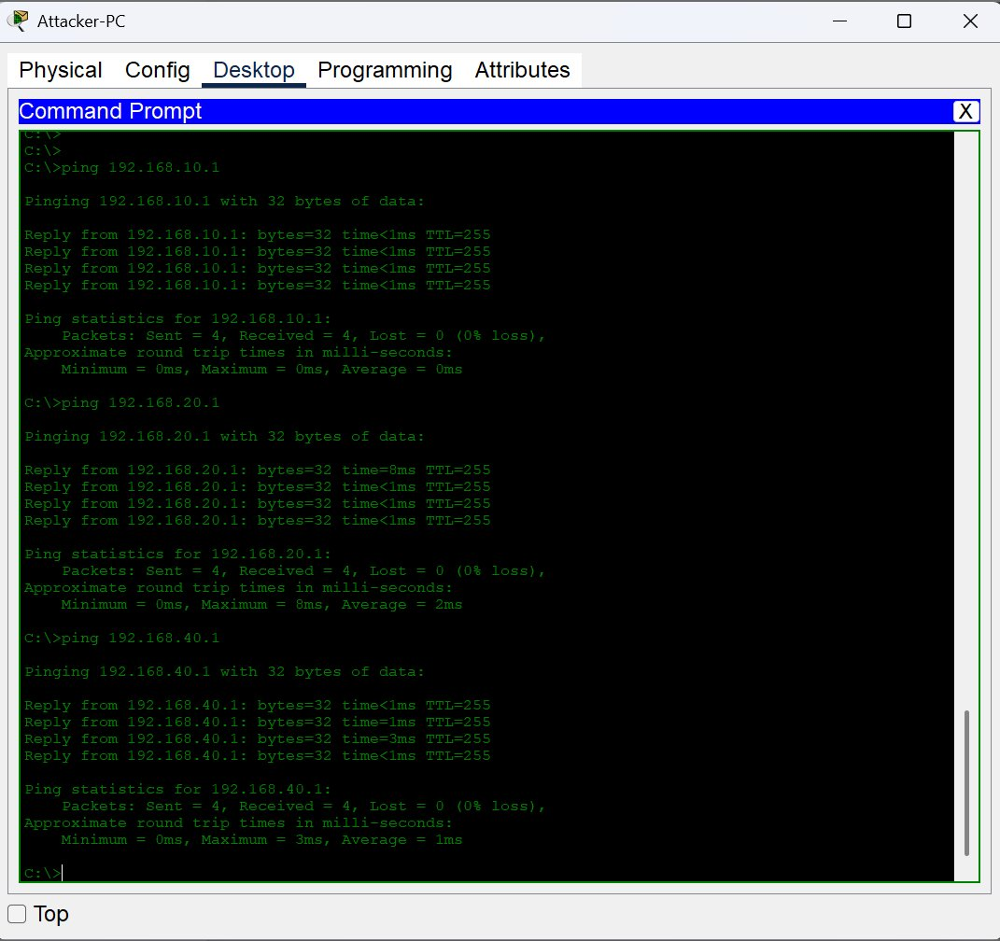 Attacker-PC
Physical Config Desktop Programming Attributes
Command Prompt X
C:\>
C:\>
C:\>ping 192.168.10.1
Pinging 192.168.10.1 with 32 bytes of data:
Reply from 192.168.10.1: bytes=32 time<1ms TTL=255
Reply from 192.168.10.1: bytes=32 time<1ms TTL=255
Reply from 192.168.10.1: bytes=32 time<1ms TTL=255
Reply from 192.168.10.1: bytes=32 time<1ms TTL=255
Ping statistics for 192.168.10.1:
Packets: Sent = 4, Received = 4, Lost = 0 (0% loss),
Approximate round trip times in milli-seconds:
Minimum = 0ms, Maximum = 0ms, Average = 0ms
C:\>ping 192.168.20.1
Pinging 192.168.20.1 with 32 bytes of data:
Reply from 192.168.20.1: bytes=32 time=8ms TTL=255
Reply from 192.168.20.1: bytes=32 time<1ms TTL=255
Reply from 192.168.20.1: bytes=32 time<1ms TTL=255
Reply from 192.168.20.1: bytes=32 time<1ms TTL=255
Ping statistics for 192.168.20.1:
Packets: Sent = 4, Received = 4, Lost = 0 (0% loss),
Approximate round trip times in milli-seconds:
Minimum = 0ms, Maximum = 8ms, Average = 2ms
C:\>ping 192.168.40.1
Pinging 192.168.40.1 with 32 bytes of data:
Reply from 192.168.40.1: bytes=32 time<1ms TTL=255
Reply from 192.168.40.1: bytes=32 time=1ms TTL=255
Reply from 192.168.40.1: bytes=32 time=3ms TTL=255
Reply from 192.168.40.1: bytes=32 time<1ms TTL=255
Ping statistics for 192.168.40.1:
Packets: Sent = 4, Received = 4, Lost = 0 (0% loss),
Approximate round trip times in milli-seconds:
Minimum = 0ms, Maximum = 3ms, Average = 1ms
C:\>
Top